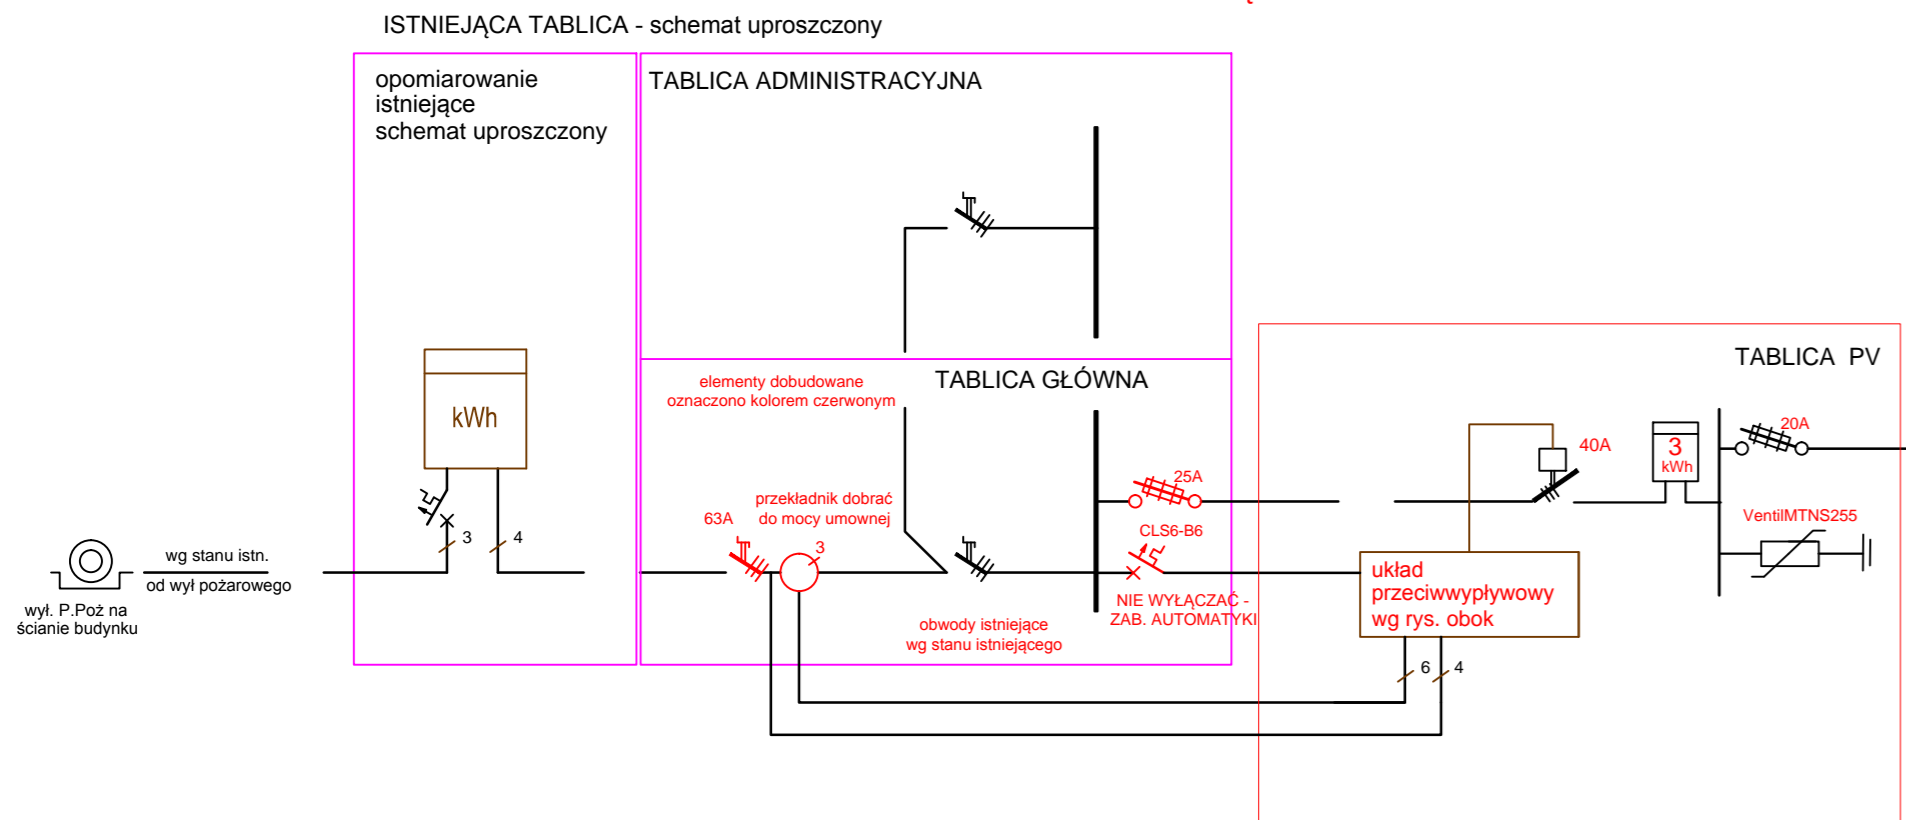 ISTNIEJĄCA TABLICA - schemat uproszczony
opomiarowanie
istniejące
schemat uproszczony
TABLICA ADMINISTRACYJNA
TABLICA GŁÓWNA
TABLICA PV
elementy dobudowane
oznaczono kolorem czerwonym
kWh
3
4
wg stanu istn.
od wył pożarowego
wył. P.Poż na
ścianie budynku
63A
przekładnik dobrać
do mocy umownej
3
25A
CLS6-B6
NIE WYŁĄCZAĆ -
ZAB. AUTOMATYKI
obwody istniejące
wg stanu istniejącego
40A
3
kWh
20A
VentilMTNS255
układ
przeciwwypływowy
wg rys. obok
6
4